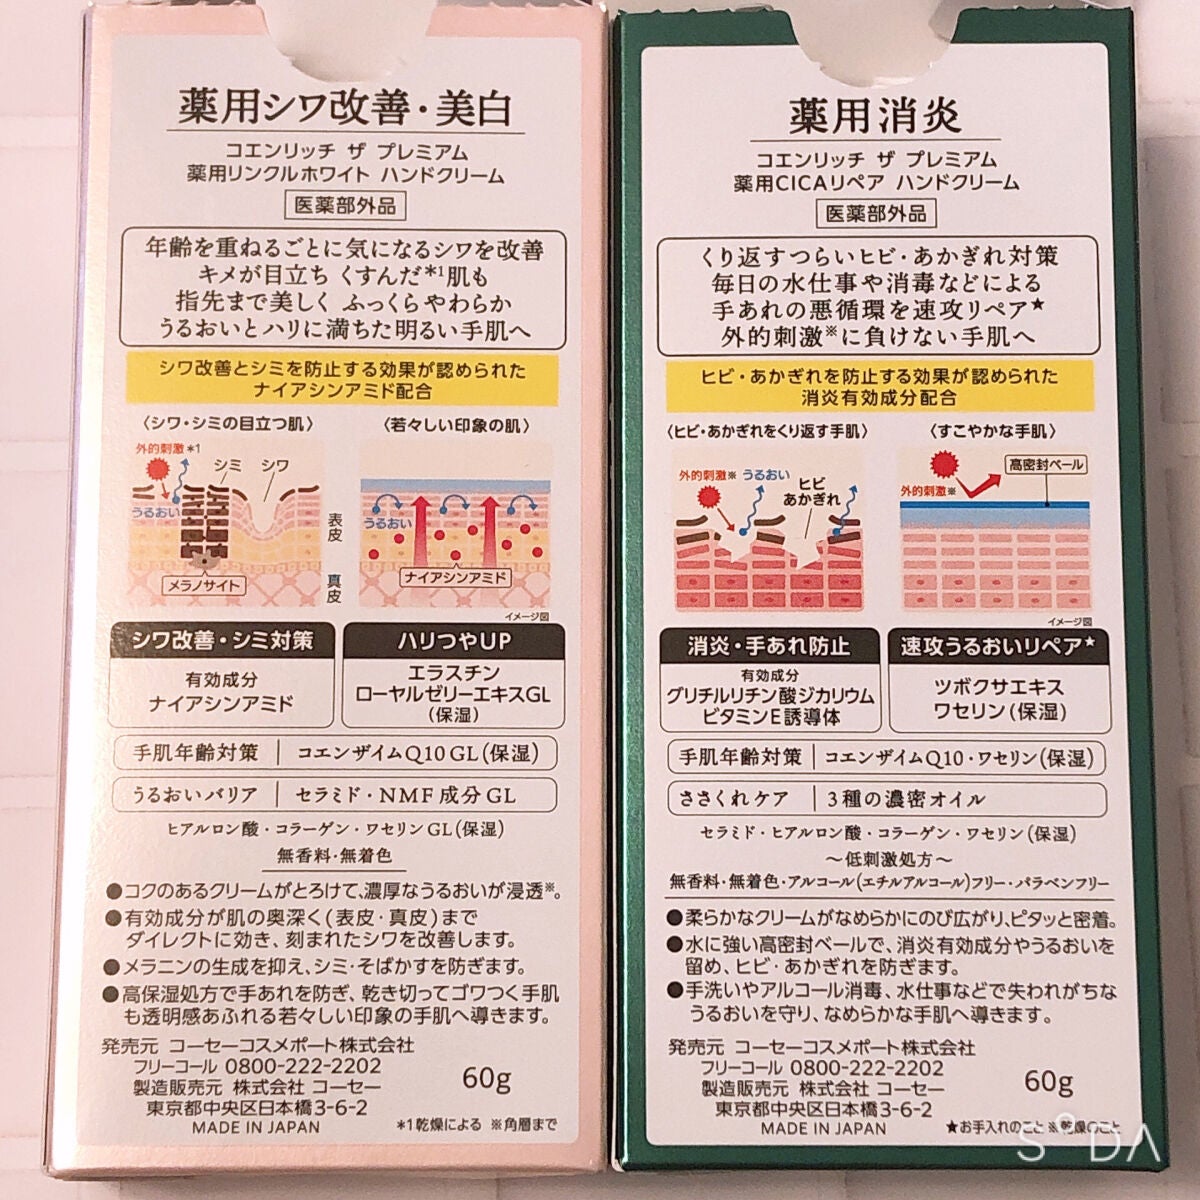 薬用シワ改善・美白
コエンリッチ ザ プレミアム
薬用リンクルホワイト ハンドクリーム
医薬部外品
年齢を重ねるごとに気になるシワを改善
キメが目立ち くすんだ*1肌も
指先まで美しく ふっくらやわらか
うるおいとハリに満ちた明るい手肌へ
シワ改善とシミを防止する効果が認められた
ナイアシンアミド配合
〈シワ・シミの目立つ肌〉
〈若々しい印象の肌〉
外的刺激*1
シミ
シワ
うるおい
うるおい
表皮
メラノサイト
ナイアシンアミド
真皮
イメージ図
シワ改善・シミ対策
ハリつやUP
有効成分
ナイアシンアミド
エラスチン
ローヤルゼリーエキスGL
(保湿)
手肌年齢対策 | コエンザイムQ10 GL(保湿)
うるおいバリア | セラミド・NMF成分GL
ヒアルロン酸・コラーゲン・ワセリンGL(保湿)
無香料・無着色
●コクのあるクリームがとろけて、濃厚なうるおいが浸透※。
●有効成分が肌の奥深く(表皮・真皮)まで
ダイレクトに効き、刻まれたシワを改善します。
●メラニンの生成を抑え、シミ・そばかすを防ぎます。
●高保湿処方で手あれを防ぎ、乾き切ってゴワつく手肌
も透明感あふれる若々しい印象の手肌へ導きます。
発売元 コーセーコスメポート株式会社
フリーコール 0800-222-2202
製造販売元 株式会社 コーセー
東京都中央区日本橋3-6-2
MADE IN JAPAN
60g
*1乾燥による ※角層まで
薬用消炎
コエンリッチ ザ プレミアム
薬用CICAリペア ハンドクリーム
医薬部外品
くり返すつらいヒビ・あかぎれ対策
毎日の水仕事や消毒などによる
手あれの悪循環を速攻リペア★
外的刺激※に負けない手肌へ
ヒビ・あかぎれを防止する効果が認められた
消炎有効成分配合
〈ヒビ・あかぎれをくり返す手肌〉
〈すこやかな手肌〉
外的刺激※
うるおい
ヒビ
あかぎれ
高密封ベール
外的刺激※
イメージ図
消炎・手あれ防止
速攻うるおいリペア★
有効成分
グリチルリチン酸ジカリウム
ビタミンE誘導体
ツボクサエキス
ワセリン(保湿)
手肌年齢対策 | コエンザイムQ10・ワセリン(保湿)
ささくれケア | 3種の濃密オイル
セラミド・ヒアルロン酸・コラーゲン・ワセリン(保湿)
〜低刺激処方〜
無香料・無着色・アルコール(エチルアルコール)フリー・パラベンフリー
●柔らかなクリームがなめらかにのび広がり、ピタッと密着。
●水に強い高密封ベールで、消炎有効成分やうるおいを
留め、ヒビ・あかぎれを防ぎます。
●手洗いやアルコール消毒、水仕事などで失われがちな
うるおいを守り、なめらかな手肌へ導きます。
発売元 コーセーコスメポート株式会社
フリーコール 0800-222-2202
製造販売元 株式会社 コーセー
東京都中央区日本橋3-6-2
MADE IN JAPAN
60g
★お手入れのこと ※乾燥のこと